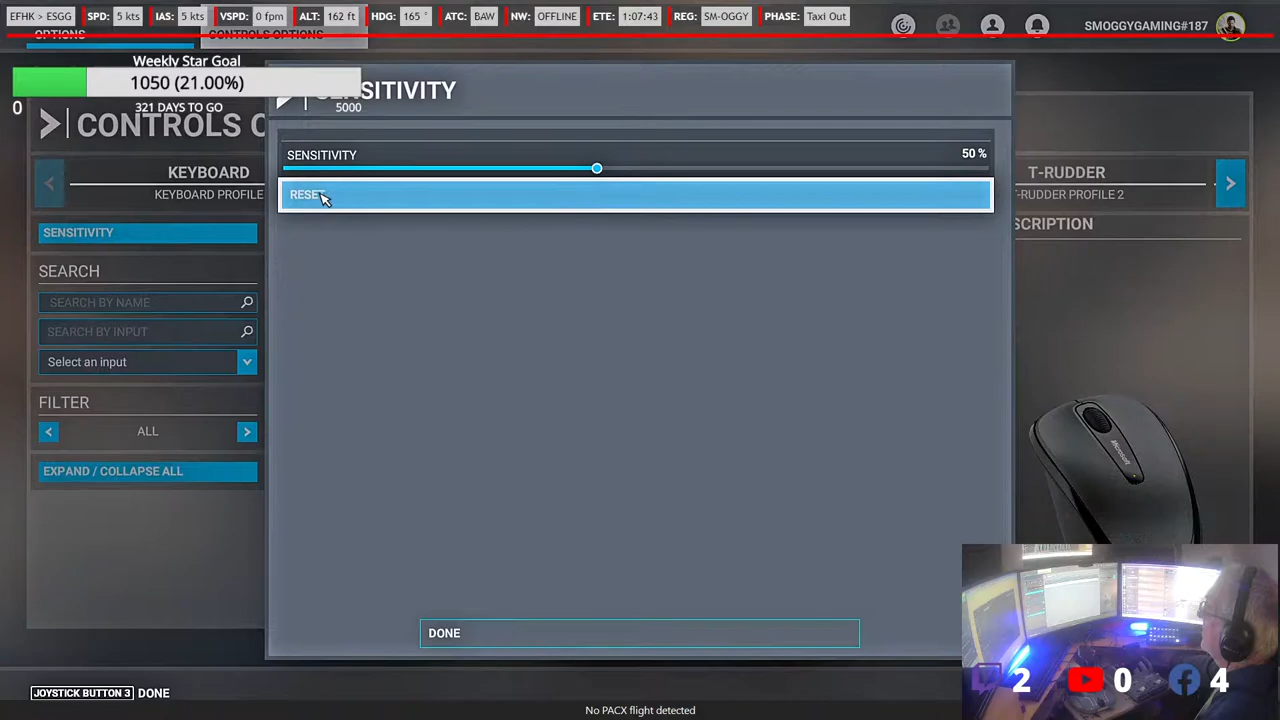 EFHK > ESGG SPD: 5 kts IAS: 5 kts VSPD: 0 fpm ALT: 162 ft HDG: 165 ° ATC: BAW NW: OFFLINE ETE: 1:07:43 REG: SM-OGGY PHASE: Taxi Out
OPTIONS CONTROLS OPTIONS SMOGGYGAMING#187
Weekly Star Goal
1050 (21.00%)
0 321 DAYS TO GO 5000
SENSITIVITY
CONTROLS O
SENSITIVITY 50 %
RESET
KEYBOARD
KEYBOARD PROFILE
T-RUDDER
T-RUDDER PROFILE 2
SENSITIVITY
SCRIPTION
SEARCH
SEARCH BY NAME
SEARCH BY INPUT
Select an input
FILTER
ALL
EXPAND / COLLAPSE ALL
Microsoft
DONE
2 0 4
JOYSTICK BUTTON 3 DONE
No PACX flight detected